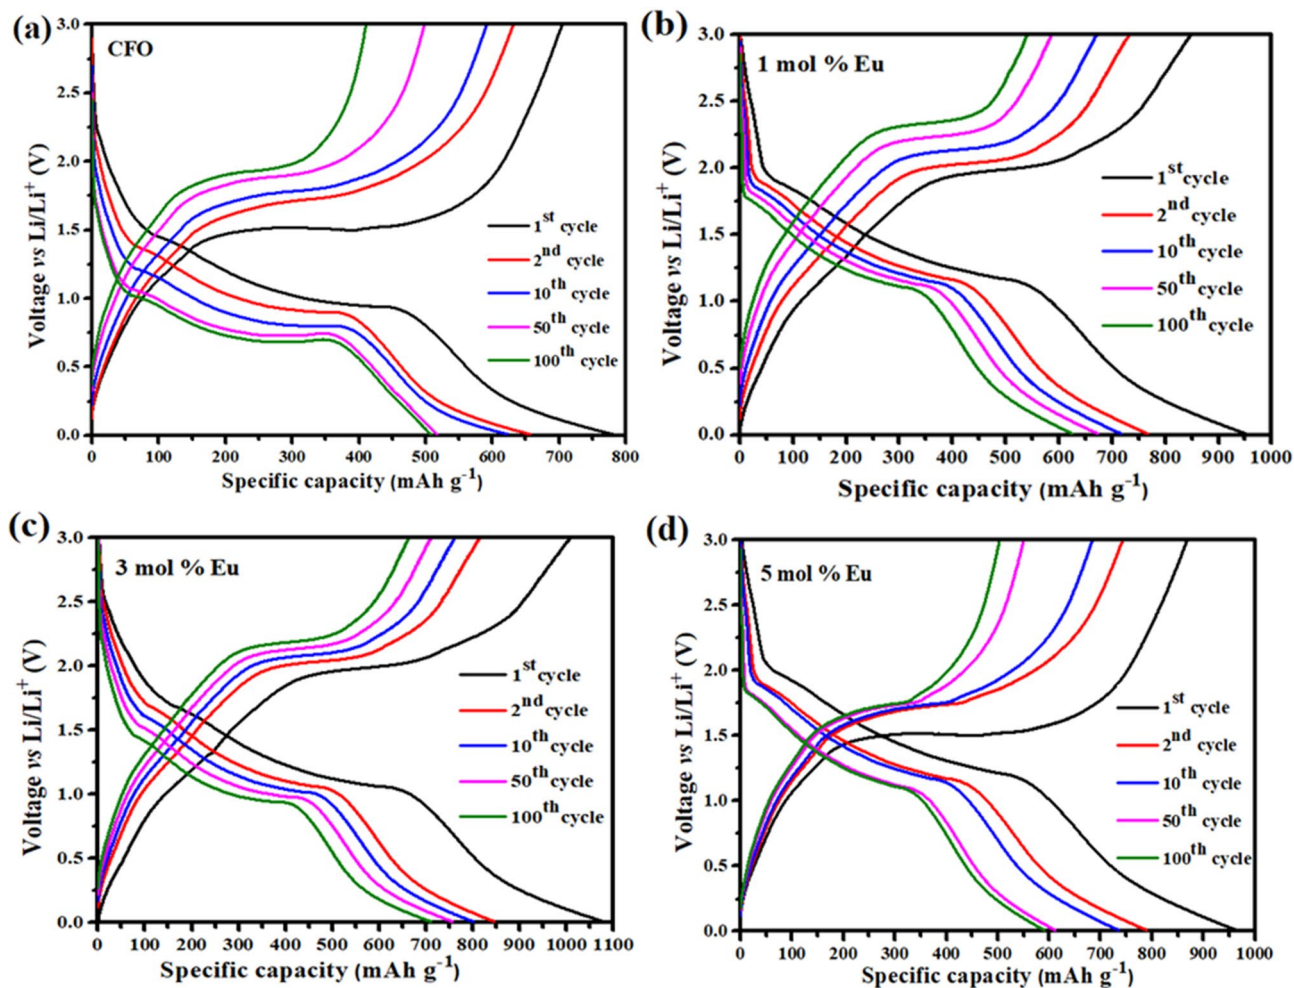 (a)
CFO
3.0
2.5
2.0
1.5
1.0
0.5
0.0
Voltage vs Li/Li⁺ (V)
1ˢᵗ cycle
2ⁿᵈ cycle
10ᵗʰ cycle
50ᵗʰ cycle
100ᵗʰ cycle
0 100 200 300 400 500 600 700 800
Specific capacity (mAh g⁻¹)
(b)
1 mol % Eu
3.0
2.5
2.0
1.5
1.0
0.5
0.0
Voltage vs Li/Li⁺ (V)
1ˢᵗ cycle
2ⁿᵈ cycle
10ᵗʰ cycle
50ᵗʰ cycle
100ᵗʰ cycle
0 100 200 300 400 500 600 700 800 900 1000
Specific capacity (mAh g⁻¹)
(c)
3 mol % Eu
3.0
2.5
2.0
1.5
1.0
0.5
0.0
Voltage vs Li/Li⁺ (V)
1ˢᵗ cycle
2ⁿᵈ cycle
10ᵗʰ cycle
50ᵗʰ cycle
100ᵗʰ cycle
0 100 200 300 400 500 600 700 800 900 1000 1100
Specific capacity (mAh g⁻¹)
(d)
5 mol % Eu
3.0
2.5
2.0
1.5
1.0
0.5
0.0
Voltage vs Li/Li⁺ (V)
1ˢᵗ cycle
2ⁿᵈ cycle
10ᵗʰ cycle
50ᵗʰ cycle
100ᵗʰ cycle
0 100 200 300 400 500 600 700 800 900 1000
Specific capacity (mAh g⁻¹)